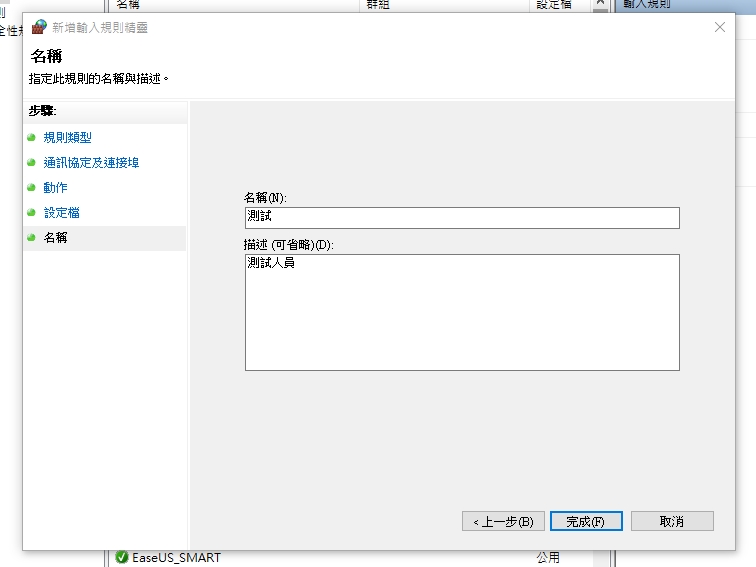 名稱
群組
設定檔
輸入規則
新增輸入規則精靈
名稱
指定此規則的名稱與描述。
步驟:
規則類型
通訊協定及連接埠
動作
設定檔
名稱
名稱(N):
測試
描述 (可省略)(D):
測試人員
< 上一步(B)
完成(F)
取消
EaseUS_SMART
公用